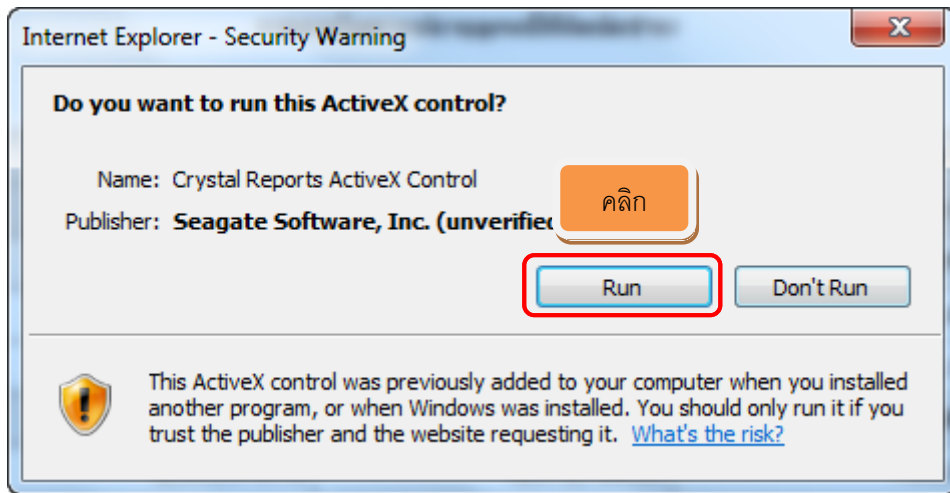 Internet Explorer - Security Warning
Do you want to run this ActiveX control?
Name: Crystal Reports ActiveX Control
Publisher: Seagate Software, Inc. (unverified
คลิก
Run
Don't Run
This ActiveX control was previously added to your computer when you installed
another program, or when Windows was installed. You should only run it if you
trust the publisher and the website requesting it. What's the risk?